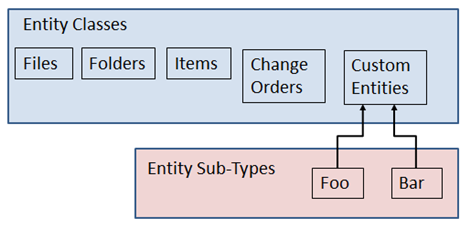 Entity Classes
Files
Folders
Items
Change
Orders
Custom
Entities
Entity Sub-Types
Foo
Bar